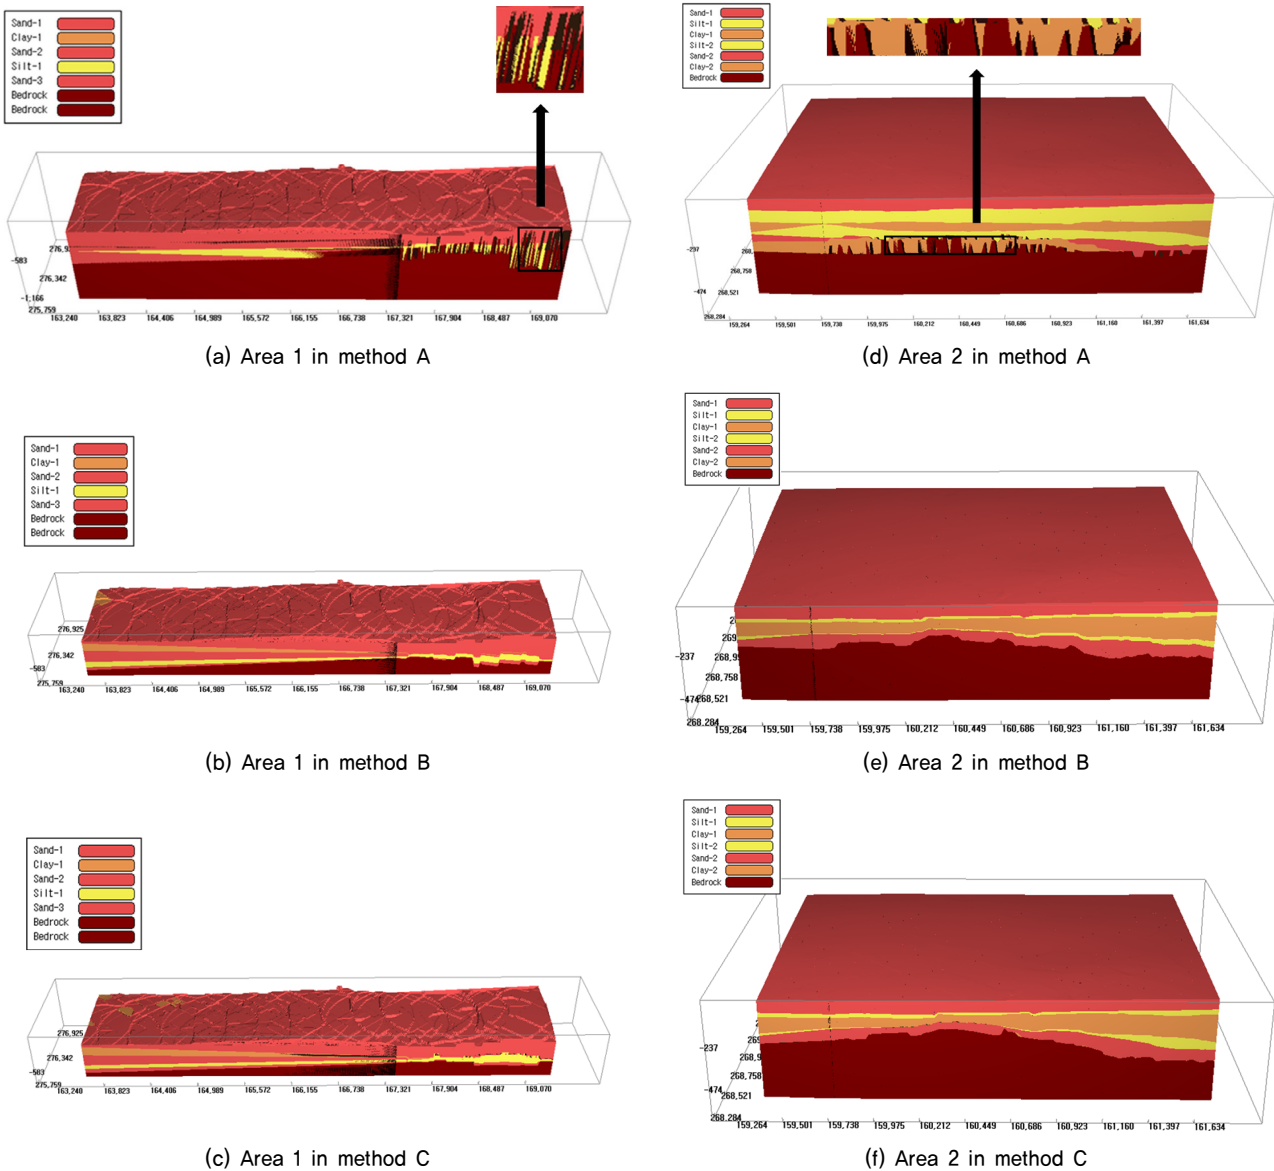 Sand-1
Clay-1
Sand-2
Silt-1
Sand-3
Bedrock
Bedrock
276,9
-583
276,342
-1,166
275,759
163,240 163,823 164,406 164,989 165,572 166,155 166,738 167,321 167,904 168,487 169,070
(a) Area 1 in method A
Sand-1
Silt-1
Clay-1
Silt-2
Sand-2
Clay-2
Bedrock
-297
268,758
-474
268,521
268,284
159,264 159,501 159,738 159,975 160,212 160,449 160,686 160,923 161,160 161,397 161,634
(d) Area 2 in method A
Sand-1
Clay-1
Sand-2
Silt-1
Sand-3
Bedrock
Bedrock
276,925
276,342
-583
275,759
163,240 163,823 164,406 164,989 165,572 166,155 166,738 167,321 167,904 168,487 169,070
(b) Area 1 in method B
Sand-1
Silt-1
Clay-1
Silt-2
Sand-2
Clay-2
Bedrock
2
269
-237
268,9
268,758
-474
268,521
268,284
159,264 159,501 159,738 159,975 160,212 160,449 160,686 160,923 161,160 161,397 161,634
(e) Area 2 in method B
Sand-1
Clay-1
Sand-2
Silt-1
Sand-3
Bedrock
Bedrock
276,925
276,342
-583
275,759
163,240 163,823 164,406 164,989 165,572 166,155 166,738 167,321 167,904 168,487 169,070
(c) Area 1 in method C
Sand-1
Silt-1
Clay-1
Silt-2
Sand-2
Clay-2
Bedrock
269
-237
268,9
268,758
-474
268,521
268,284
159,264 159,501 159,738 159,975 160,212 160,449 160,686 160,923 161,160 161,397 161,634
(f) Area 2 in method C